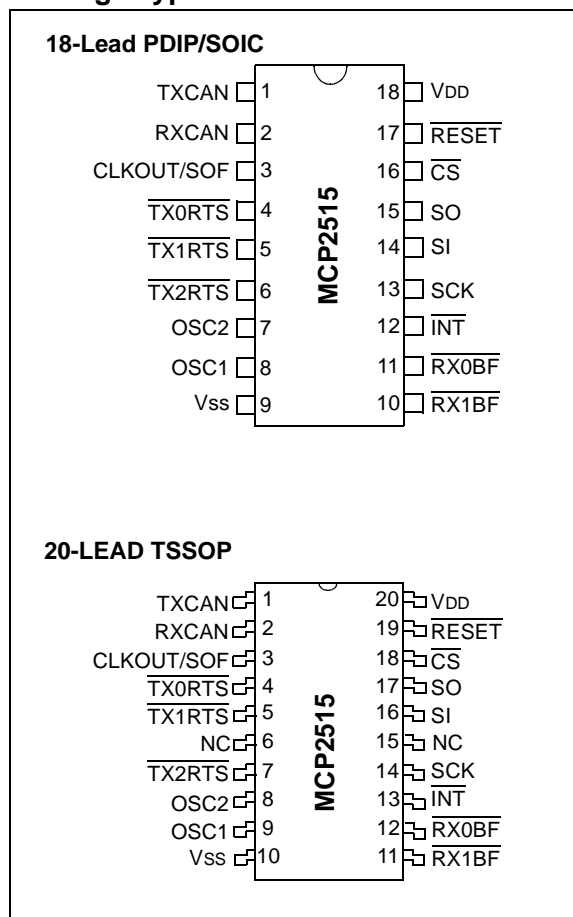 18-Lead PDIP/SOIC
TXCAN 1 18 VDD
RXCAN 2 17 RESET
CLKOUT/SOF 3 16 CS
TX0RTS 4 15 SO
TX1RTS 5 14 SI
TX2RTS 6 13 SCK
OSC2 7 12 INT
OSC1 8 11 RX0BF
Vss 9 10 RX1BF
MCP2515
20-LEAD TSSOP
TXCAN 1 20 VDD
RXCAN 2 19 RESET
CLKOUT/SOF 3 18 CS
TX0RTS 4 17 SO
TX1RTS 5 16 SI
NC 6 15 NC
TX2RTS 7 14 SCK
OSC2 8 13 INT
OSC1 9 12 RX0BF
Vss 10 11 RX1BF
MCP2515